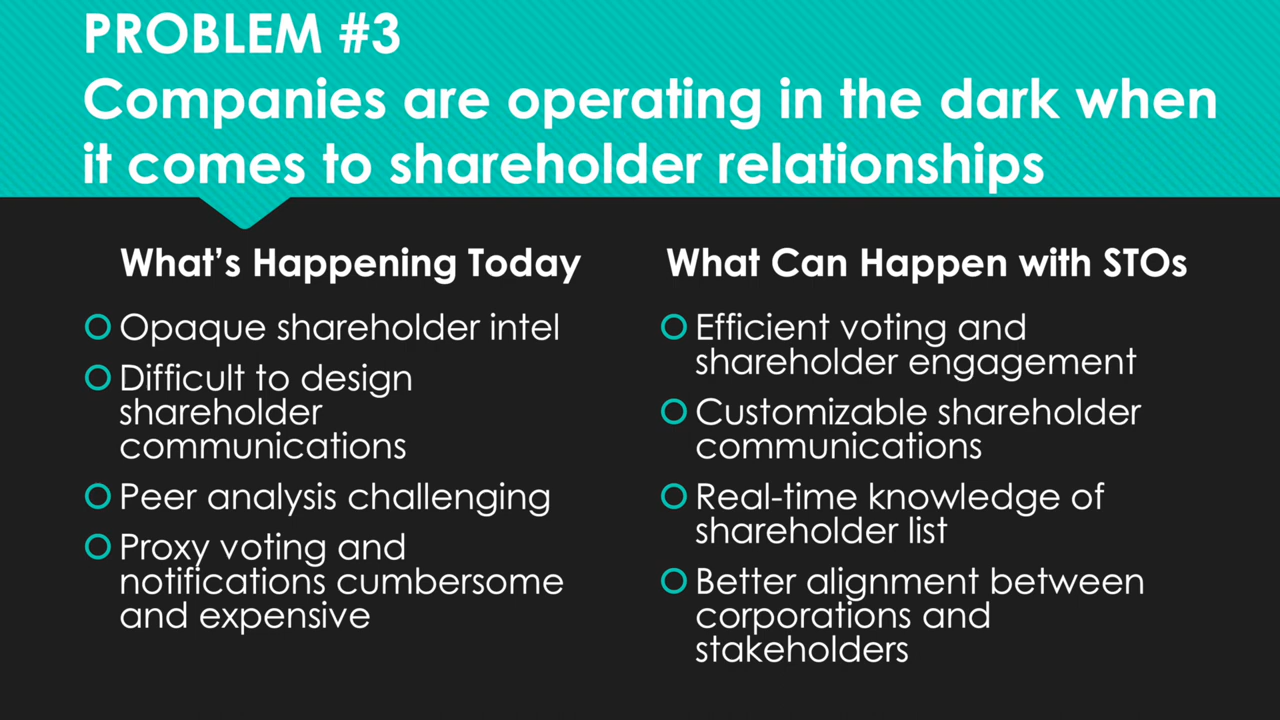 PROBLEM #3
Companies are operating in the dark when
it comes to shareholder relationships
What’s Happening Today
Opaque shareholder intel
Difficult to design
shareholder
communications
Peer analysis challenging
Proxy voting and
notifications cumbersome
and expensive
What Can Happen with STOs
Efficient voting and
shareholder engagement
Customizable shareholder
communications
Real-time knowledge of
shareholder list
Better alignment between
corporations and
stakeholders